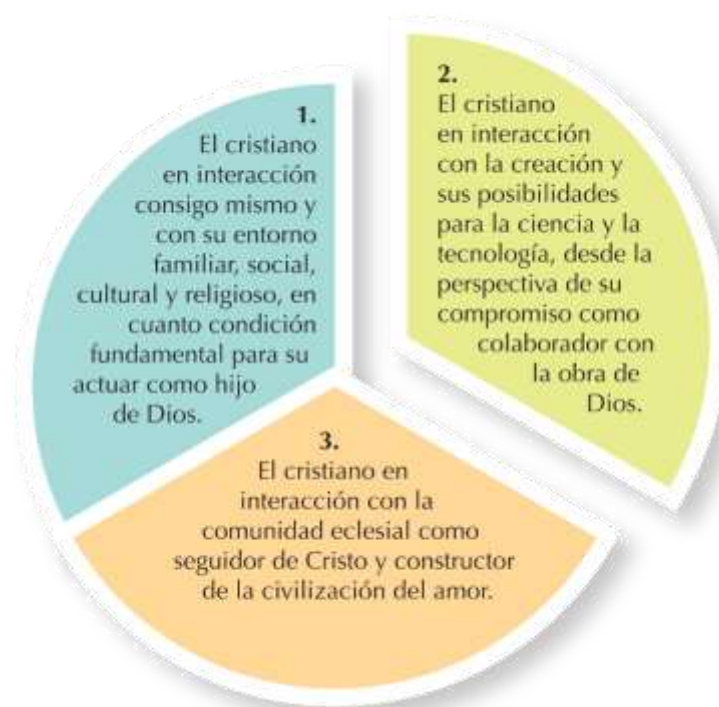 1.
El cristiano
en interacción
consigo mismo y
con su entorno
familiar, social,
cultural y religioso, en
cuanto condición
fundamental para su
actuar como hijo
de Dios.
2.
El cristiano
en interacción
con la creación y
sus posibilidades
para la ciencia y la
tecnología, desde la
perspectiva de su
compromiso como
colaborador con
la obra de
Dios.
3.
El cristiano en
interacción con la
comunidad eclesial como
seguidor de Cristo y constructor
de la civilización del amor.